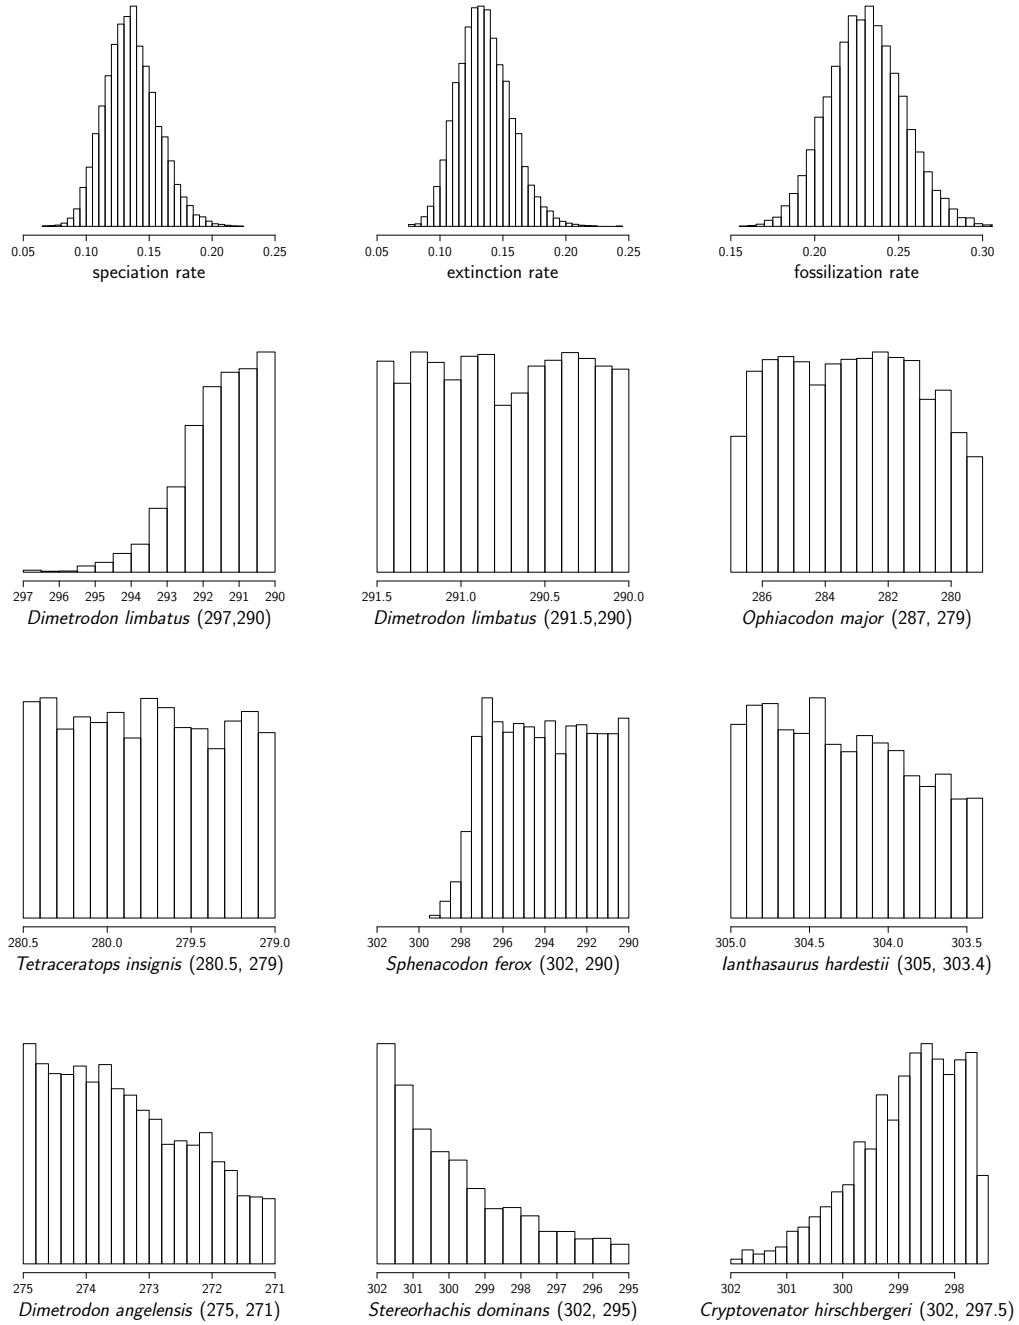 0.05 0.10 0.15 0.20 0.25
speciation rate
0.05 0.10 0.15 0.20 0.25
extinction rate
0.15 0.20 0.25 0.30
fossilization rate
297 296 295 294 293 292 291 290
Dimetrodon limbatus (297,290)
291.5 291.0 290.5 290.0
Dimetrodon limbatus (291.5,290)
286 284 282 280
Ophiacodon major (287, 279)
280.5 280.0 279.5 279.0
Tetraceratops insignis (280.5, 279)
302 300 298 296 294 292 290
Sphenacodon ferox (302, 290)
305.0 304.5 304.0 303.5
Ianthasaurus hardestii (305, 303.4)
275 274 273 272 271
Dimetrodon angelensis (275, 271)
302 301 300 299 298 297 296 295
Stereorhachis dominans (302, 295)
302 301 300 299 298
Cryptovenator hirschbergeri (302, 297.5)